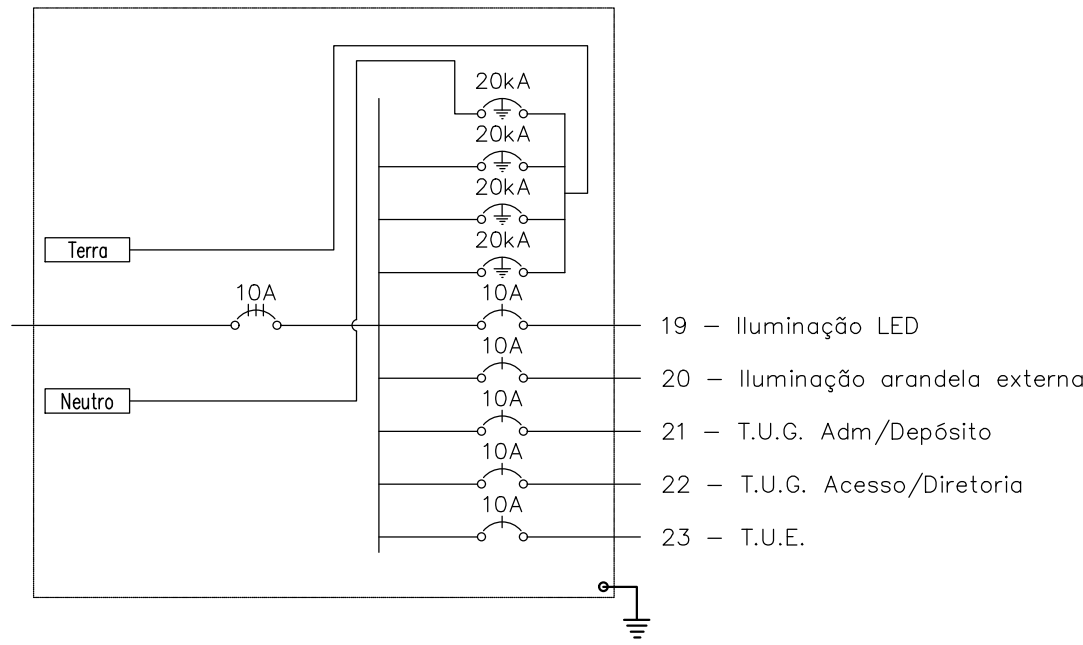 20kA
20kA
20kA
20kA
Terra
10A
10A
19 – Iluminação LED
10A
20 – Iluminação arandela externa
Neutro
10A
21 – T.U.G. Adm/Depósito
10A
22 – T.U.G. Acesso/Diretoria
10A
23 – T.U.E.